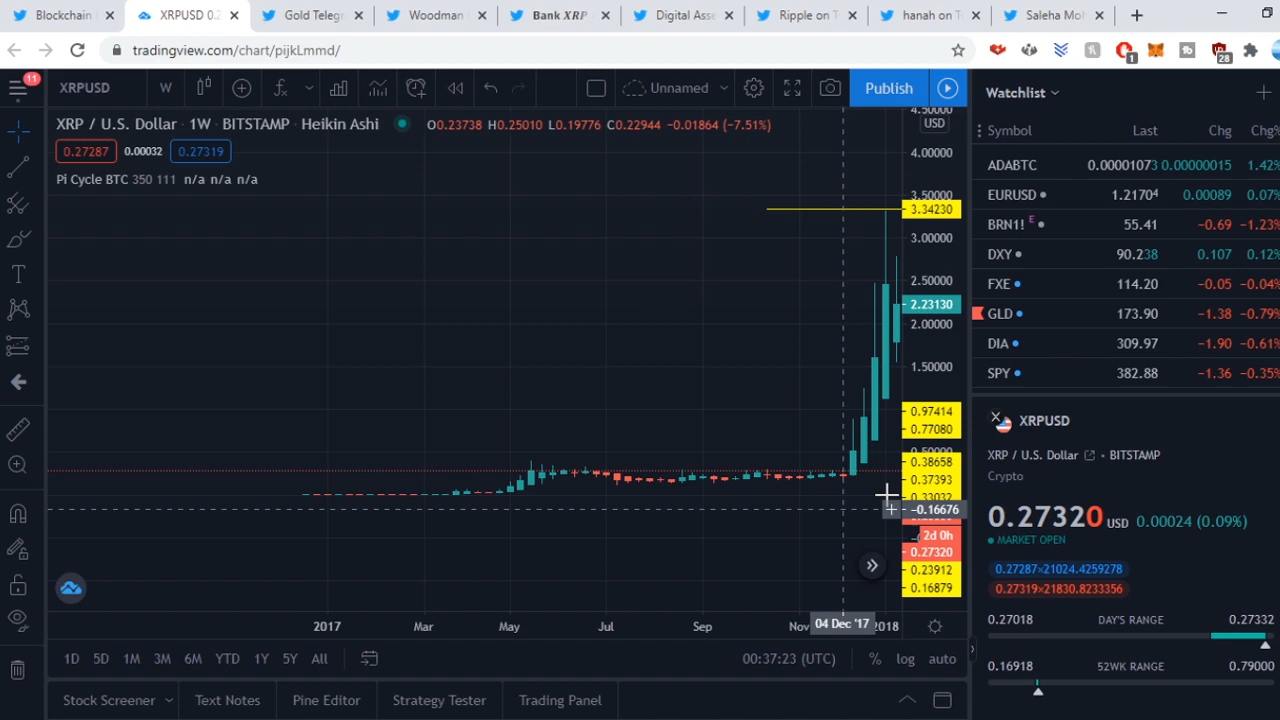 Blockchain
XRPUSD 0.2
Gold Telegr
Woodman
Bank XRP
Digital Asse
Ripple on T
hanah on T
Saleha Moh
tradingview.com/chart/pijkLmmd/
1
28
11
XRPUSD
W
Unnamed
Publish
XRP / U.S. Dollar · 1W · BITSTAMP · Heikin Ashi
O0.23738 H0.25010 L0.19776 C0.22944 -0.01864 (-7.51%)
0.27287
0.00032
0.27319
Pi Cycle BTC 350 111 n/a n/a n/a
4.50000
USD
4.00000
3.50000
3.34230
3.00000
2.50000
2.23130
2.00000
1.50000
0.97414
0.77080
0.50000
0.38658
0.37393
0.33032
-0.16676
2d 0h
0.27320
0.23912
0.16879
2017
Mar
May
Jul
Sep
Nov
04 Dec '17
2018
1D 5D 1M 3M 6M YTD 1Y 5Y All
00:37:23 (UTC)
% log auto
Stock Screener
Text Notes
Pine Editor
Strategy Tester
Trading Panel
Watchlist
Symbol Last Chg Chg%
ADABTC 0.00001073 0.00000015 1.42%
EURUSD 1.21704 0.00089 0.07%
BRN1! E 55.41 -0.69 -1.23%
DXY 90.238 0.107 0.12%
FXE 114.20 -0.05 -0.04%
GLD 173.90 -1.38 -0.79%
DIA 309.97 -1.90 -0.61%
SPY 382.88 -1.36 -0.35%
XRPUSD
XRP / U.S. Dollar · BITSTAMP
Crypto
0.27320 USD 0.00024 (0.09%)
MARKET OPEN
0.27287×21024.4259278
0.27319×21830.8233356
0.27018 DAY'S RANGE 0.27332
0.16918 52WK RANGE 0.79000